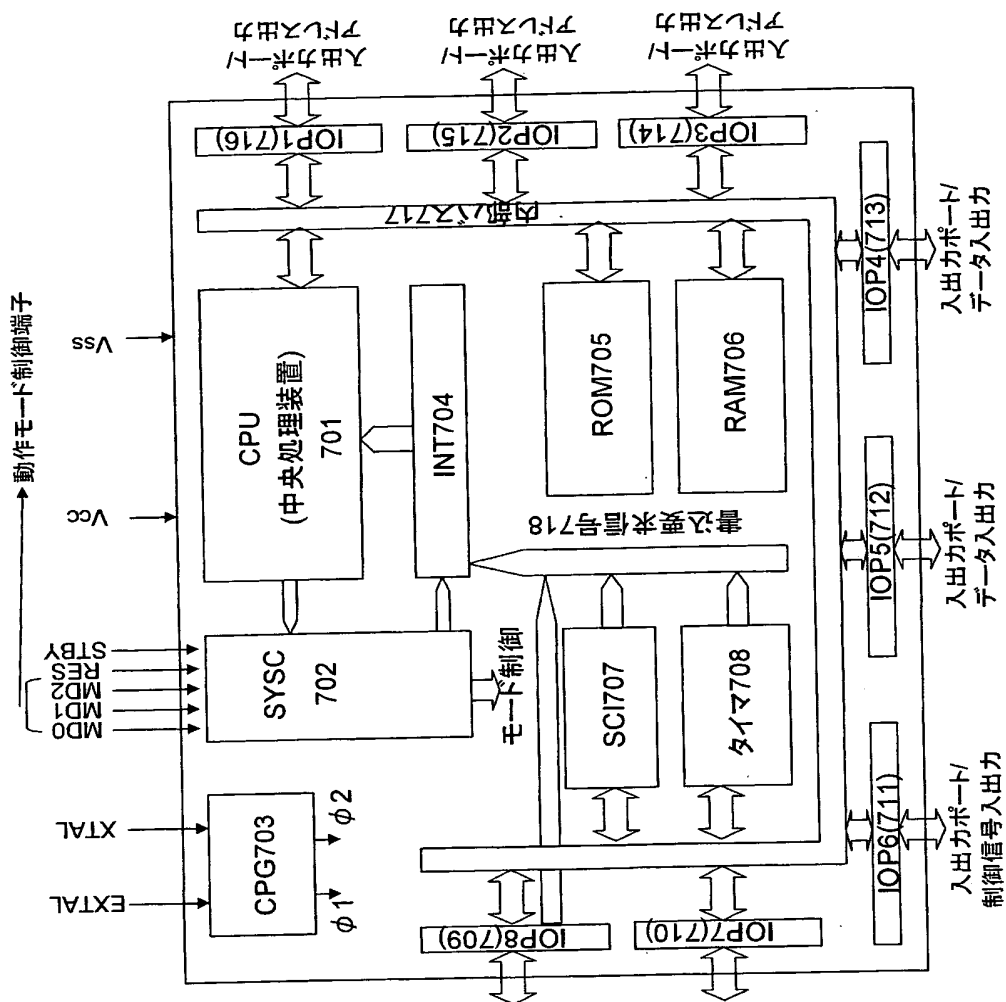 動作モード制御端子
EXTAL
XTAL
MD0
MD1
MD2
RES
STBY
Vcc
Vss
CPG703
φ1
φ2
SYSC
702
モード制御
CPU
(中央処理装置)
701
INT704
内部バス717
書込要求信号718
SCI707
タイマ708
ROM705
RAM706
IOP1(716)
入出力ポート/
アドレス出力
IOP2(715)
入出力ポート/
アドレス出力
IOP3(714)
入出力ポート/
アドレス出力
IOP8(709)
IOP7(710)
IOP6(711)
入出力ポート/
制御信号入出力
IOP5(712)
入出力ポート/
データ入出力
IOP4(713)
入出力ポート/
データ入出力